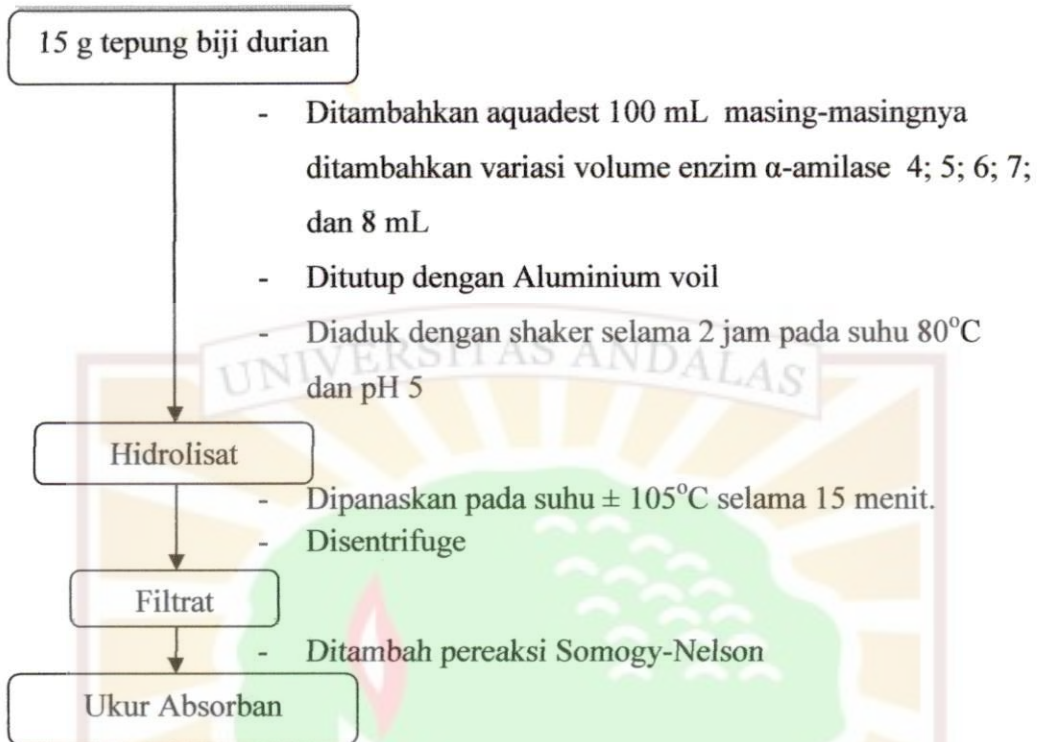 15 g tepung biji durian
- Ditambahkan aquadest 100 mL masing-masingnya
ditambahkan variasi volume enzim α-amilase 4; 5; 6; 7;
dan 8 mL
- Ditutup dengan Aluminium voil
- Diaduk dengan shaker selama 2 jam pada suhu 80°C
UNIVERSITAS ANDALAS
dan pH 5
Hidrolisat
- Dipanaskan pada suhu ± 105°C selama 15 menit.
- Disentrifuge
Filtrat
- Ditambah pereaksi Somogy-Nelson
Ukur Absorban